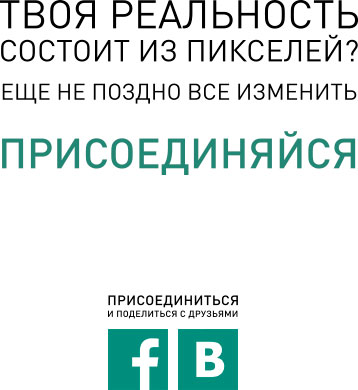 ТВОЯ РЕАЛЬНОСТЬ
СОСТОИТ ИЗ ПИКСЕЛЕЙ?
ЕЩЕ НЕ ПОЗДНО ВСЕ ИЗМЕНИТЬ
ПРИСОЕДИНЯЙСЯ
ПРИСОЕДИНИТЬСЯ
И ПОДЕЛИТЬСЯ С ДРУЗЬЯМИ
f В